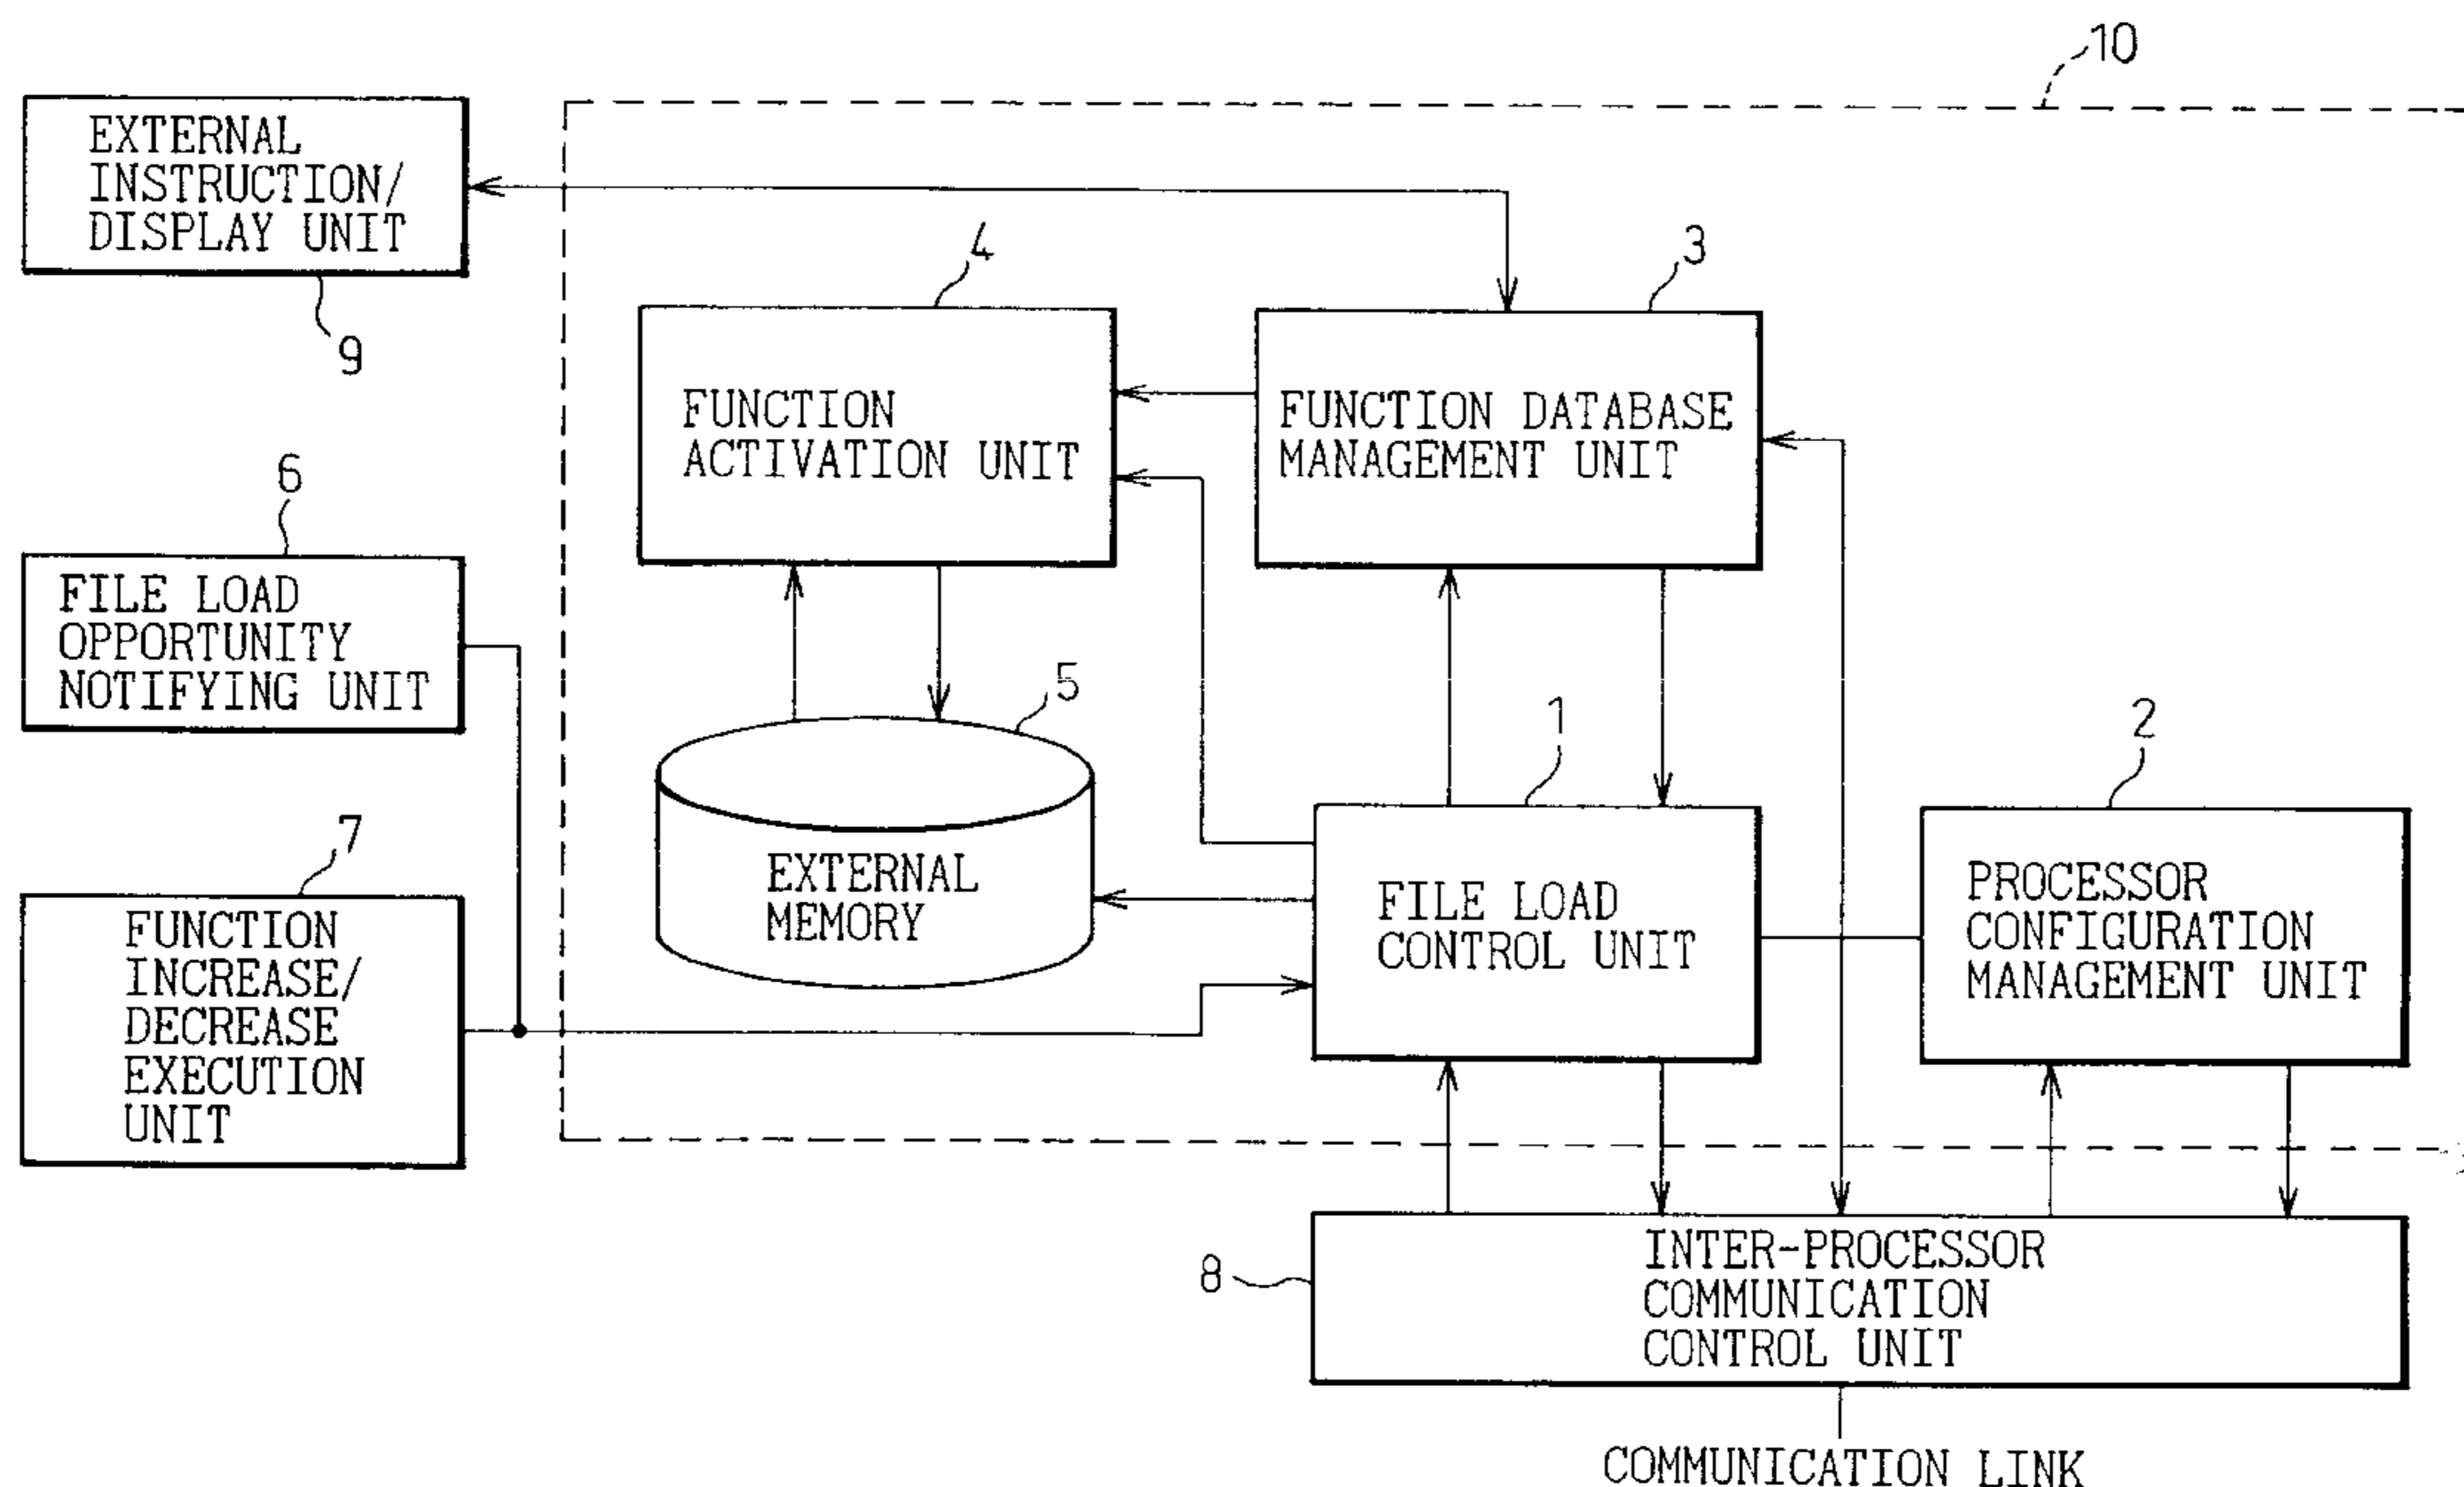 10
EXTERNAL
INSTRUCTION/
DISPLAY UNIT
9
4
3
FUNCTION
ACTIVATION UNIT
FUNCTION DATABASE
MANAGEMENT UNIT
6
FILE LOAD
OPPORTUNITY
NOTIFYING UNIT
5
EXTERNAL
MEMORY
1
FILE LOAD
CONTROL UNIT
2
PROCESSOR
CONFIGURATION
MANAGEMENT UNIT
7
FUNCTION
INCREASE/
DECREASE
EXECUTION
UNIT
8
INTER-PROCESSOR
COMMUNICATION
CONTROL UNIT
COMMUNICATION LINK